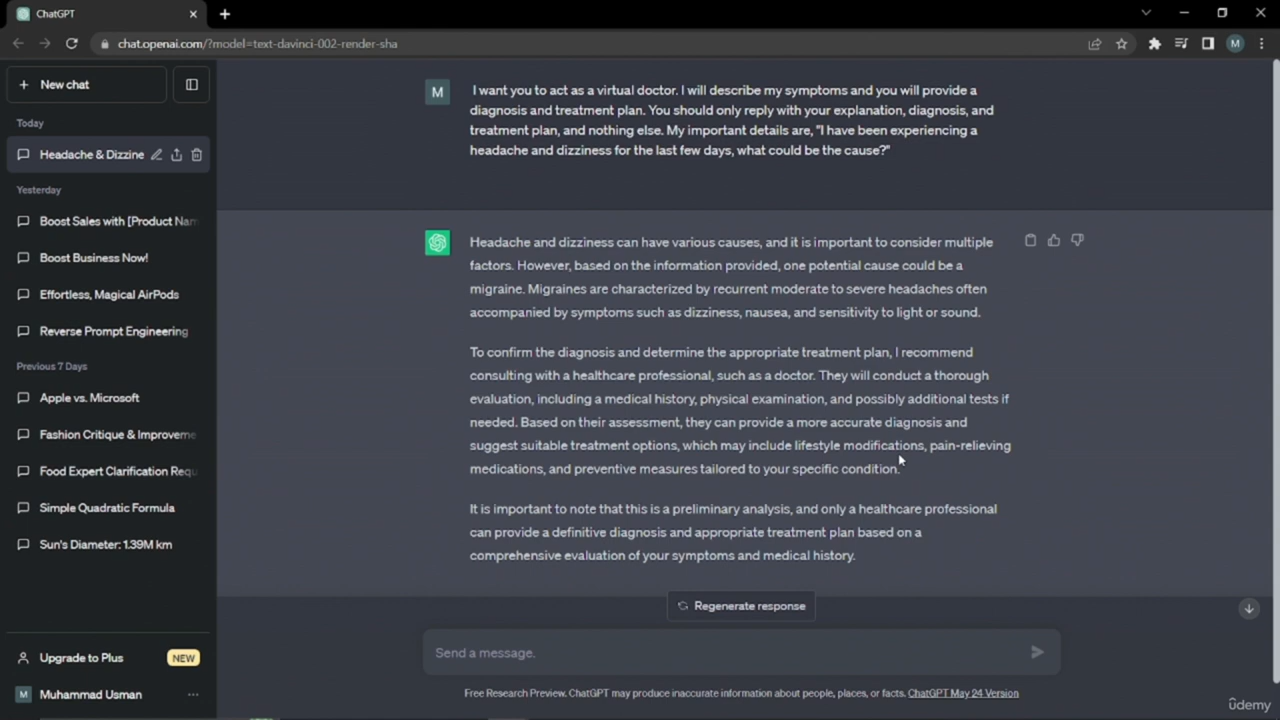 ChatGPT
chat.openai.com/?model=text-davinci-002-render-sha
M
New chat
Today
Headache & Dizzine
Yesterday
Boost Sales with [Product Nam
Boost Business Now!
Effortless, Magical AirPods
Reverse Prompt Engineering
Previous 7 Days
Apple vs. Microsoft
Fashion Critique & Improveme
Food Expert Clarification Requ
Simple Quadratic Formula
Sun's Diameter: 1.39M km
Upgrade to Plus NEW
M Muhammad Usman
M
I want you to act as a virtual doctor. I will describe my symptoms and you will provide a
diagnosis and treatment plan. You should only reply with your explanation, diagnosis, and
treatment plan, and nothing else. My important details are, "I have been experiencing a
headache and dizziness for the last few days, what could be the cause?"
Headache and dizziness can have various causes, and it is important to consider multiple
factors. However, based on the information provided, one potential cause could be a
migraine. Migraines are characterized by recurrent moderate to severe headaches often
accompanied by symptoms such as dizziness, nausea, and sensitivity to light or sound.
To confirm the diagnosis and determine the appropriate treatment plan, I recommend
consulting with a healthcare professional, such as a doctor. They will conduct a thorough
evaluation, including a medical history, physical examination, and possibly additional tests if
needed. Based on their assessment, they can provide a more accurate diagnosis and
suggest suitable treatment options, which may include lifestyle modifications, pain-relieving
medications, and preventive measures tailored to your specific condition.
It is important to note that this is a preliminary analysis, and only a healthcare professional
can provide a definitive diagnosis and appropriate treatment plan based on a
comprehensive evaluation of your symptoms and medical history.
Regenerate response
Send a message.
Free Research Preview. ChatGPT may produce inaccurate information about people, places, or facts. ChatGPT May 24 Version
ûdemy